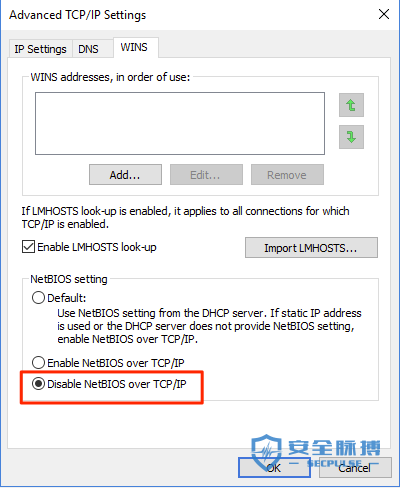 Advanced TCP/IP Settings
IP Settings DNS WINS
WINS addresses, in order of use:
Add... Edit... Remove
If LMHOSTS look-up is enabled, it applies to all connections for which
TCP/IP is enabled.
Enable LMHOSTS look-up Import LMHOSTS...
NetBIOS setting
Default:
Use NetBIOS setting from the DHCP server. If static IP address
is used or the DHCP server does not provide NetBIOS setting,
enable NetBIOS over TCP/IP.
Enable NetBIOS over TCP/IP
Disable NetBIOS over TCP/IP
安全脉搏
SECPULSE
OK Cancel